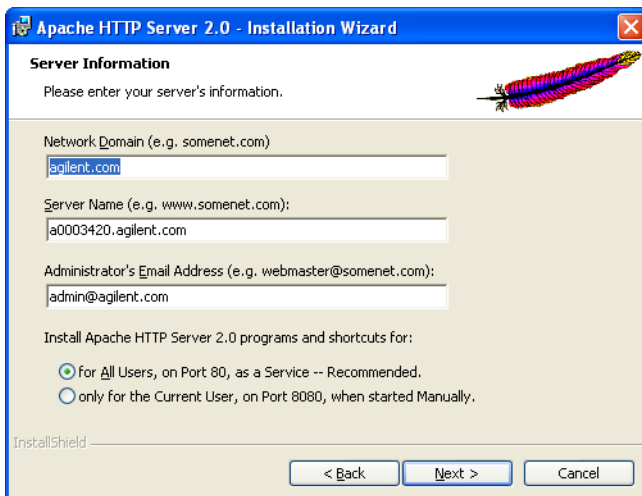 Apache HTTP Server 2.0 - Installation Wizard
Server Information
Please enter your server's information.
Network Domain (e.g. somenet.com)
agilent.com
Server Name (e.g. www.somenet.com):
a0003420.agilent.com
Administrator's Email Address (e.g. webmaster@somenet.com):
admin@agilent.com
Install Apache HTTP Server 2.0 programs and shortcuts for:
for All Users, on Port 80, as a Service -- Recommended.
only for the Current User, on Port 8080, when started Manually.
InstallShield
< Back Next > Cancel